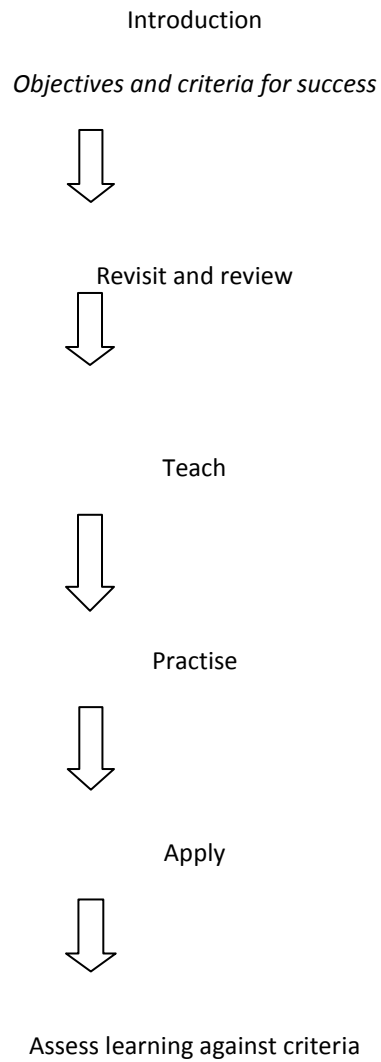 Introduction
Objectives and criteria for success
Revisit and review
Teach
Practise
Apply
Assess learning against criteria